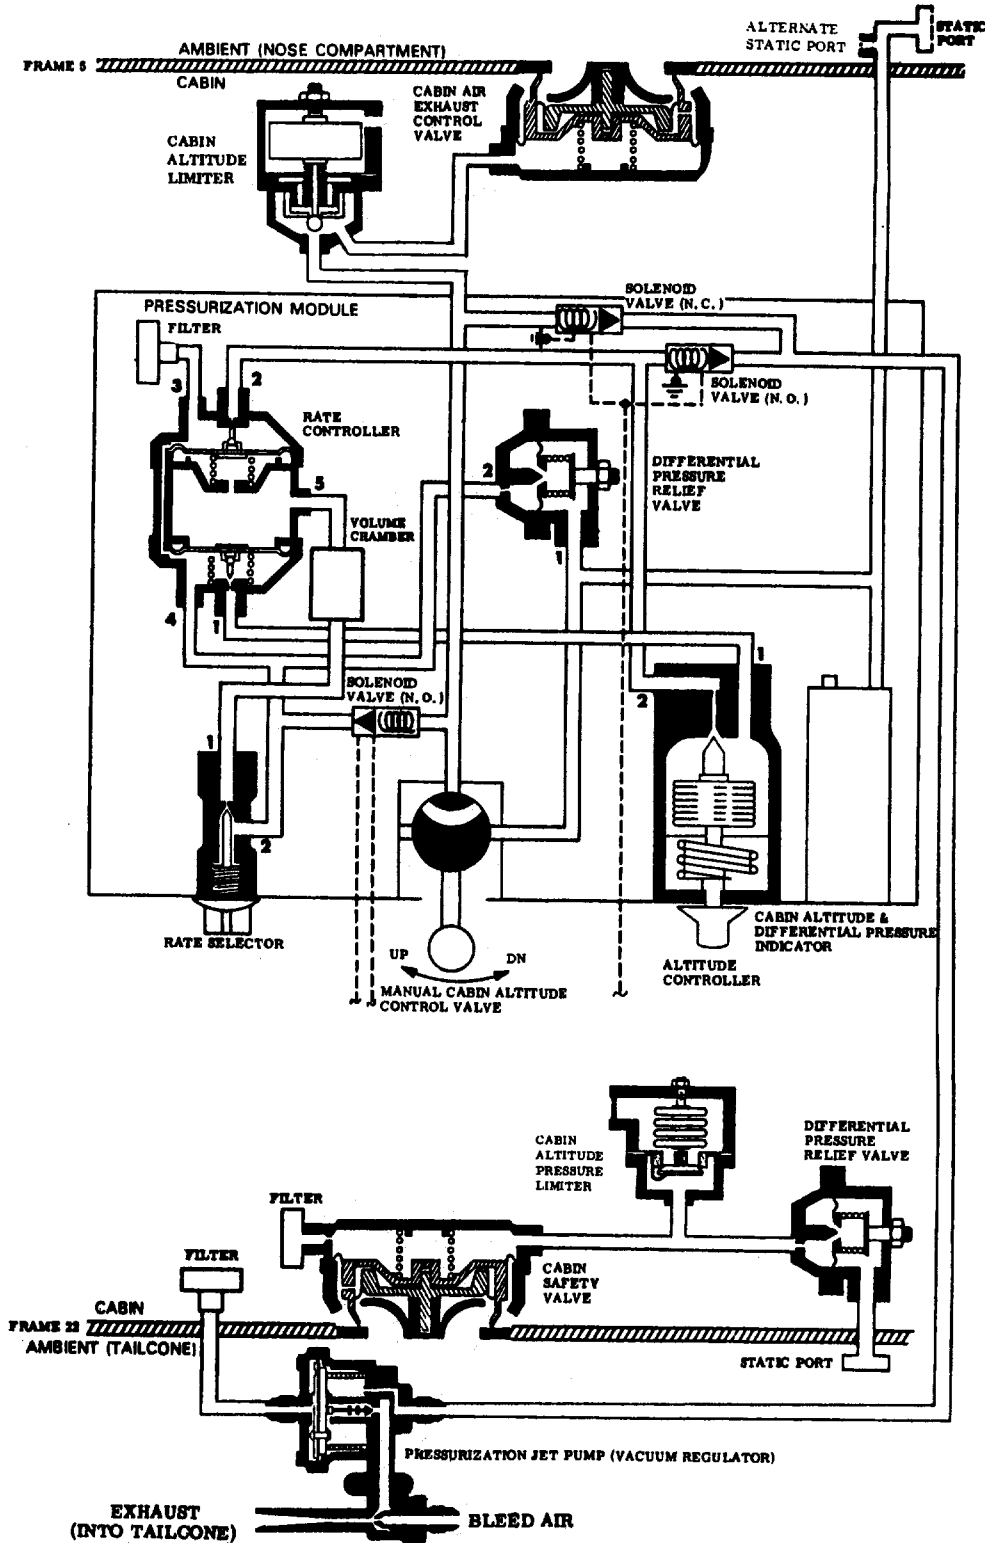 ALTERNATE
STATIC PORT
STATIC
PORT
AMBIENT (NOSE COMPARTMENT)
FRAME 5
CABIN
CABIN AIR
EXHAUST
CONTROL
VALVE
CABIN
ALTITUDE
LIMITER
SOLENOID
VALVE (N.C.)
PRESSURIZATION MODULE
FILTER
3
2
SOLENOID
VALVE (N.O.)
RATE
CONTROLLER
2
DIFFERENTIAL
PRESSURE
RELIEF
VALVE
5
VOLUME
CHAMBER
1
4
1
1
SOLENOID
VALVE (N.O.)
2
1
2
RATE SELECTOR
CABIN ALTITUDE &
DIFFERENTIAL PRESSURE
INDICATOR
UP
DN
ALTITUDE
CONTROLLER
MANUAL CABIN ALTITUDE
CONTROL VALVE
CABIN
ALTITUDE
PRESSURE
LIMITER
DIFFERENTIAL
PRESSURE
RELIEF VALVE
FILTER
FILTER
CABIN
SAFETY
VALVE
CABIN
FRAME 22
AMBIENT (TAILCONE)
STATIC PORT
PRESSURIZATION JET PUMP (VACUUM REGULATOR)
EXHAUST
(INTO TAILCONE)
BLEED AIR